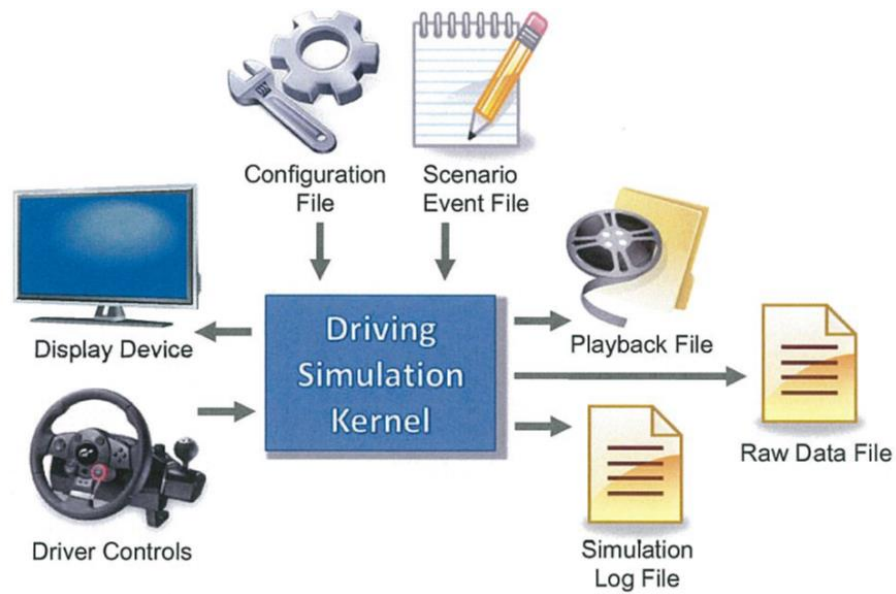 Configuration
File
Scenario
Event File
Display Device
Driving
Simulation
Kernel
Playback File
Raw Data File
Driver Controls
Simulation
Log File